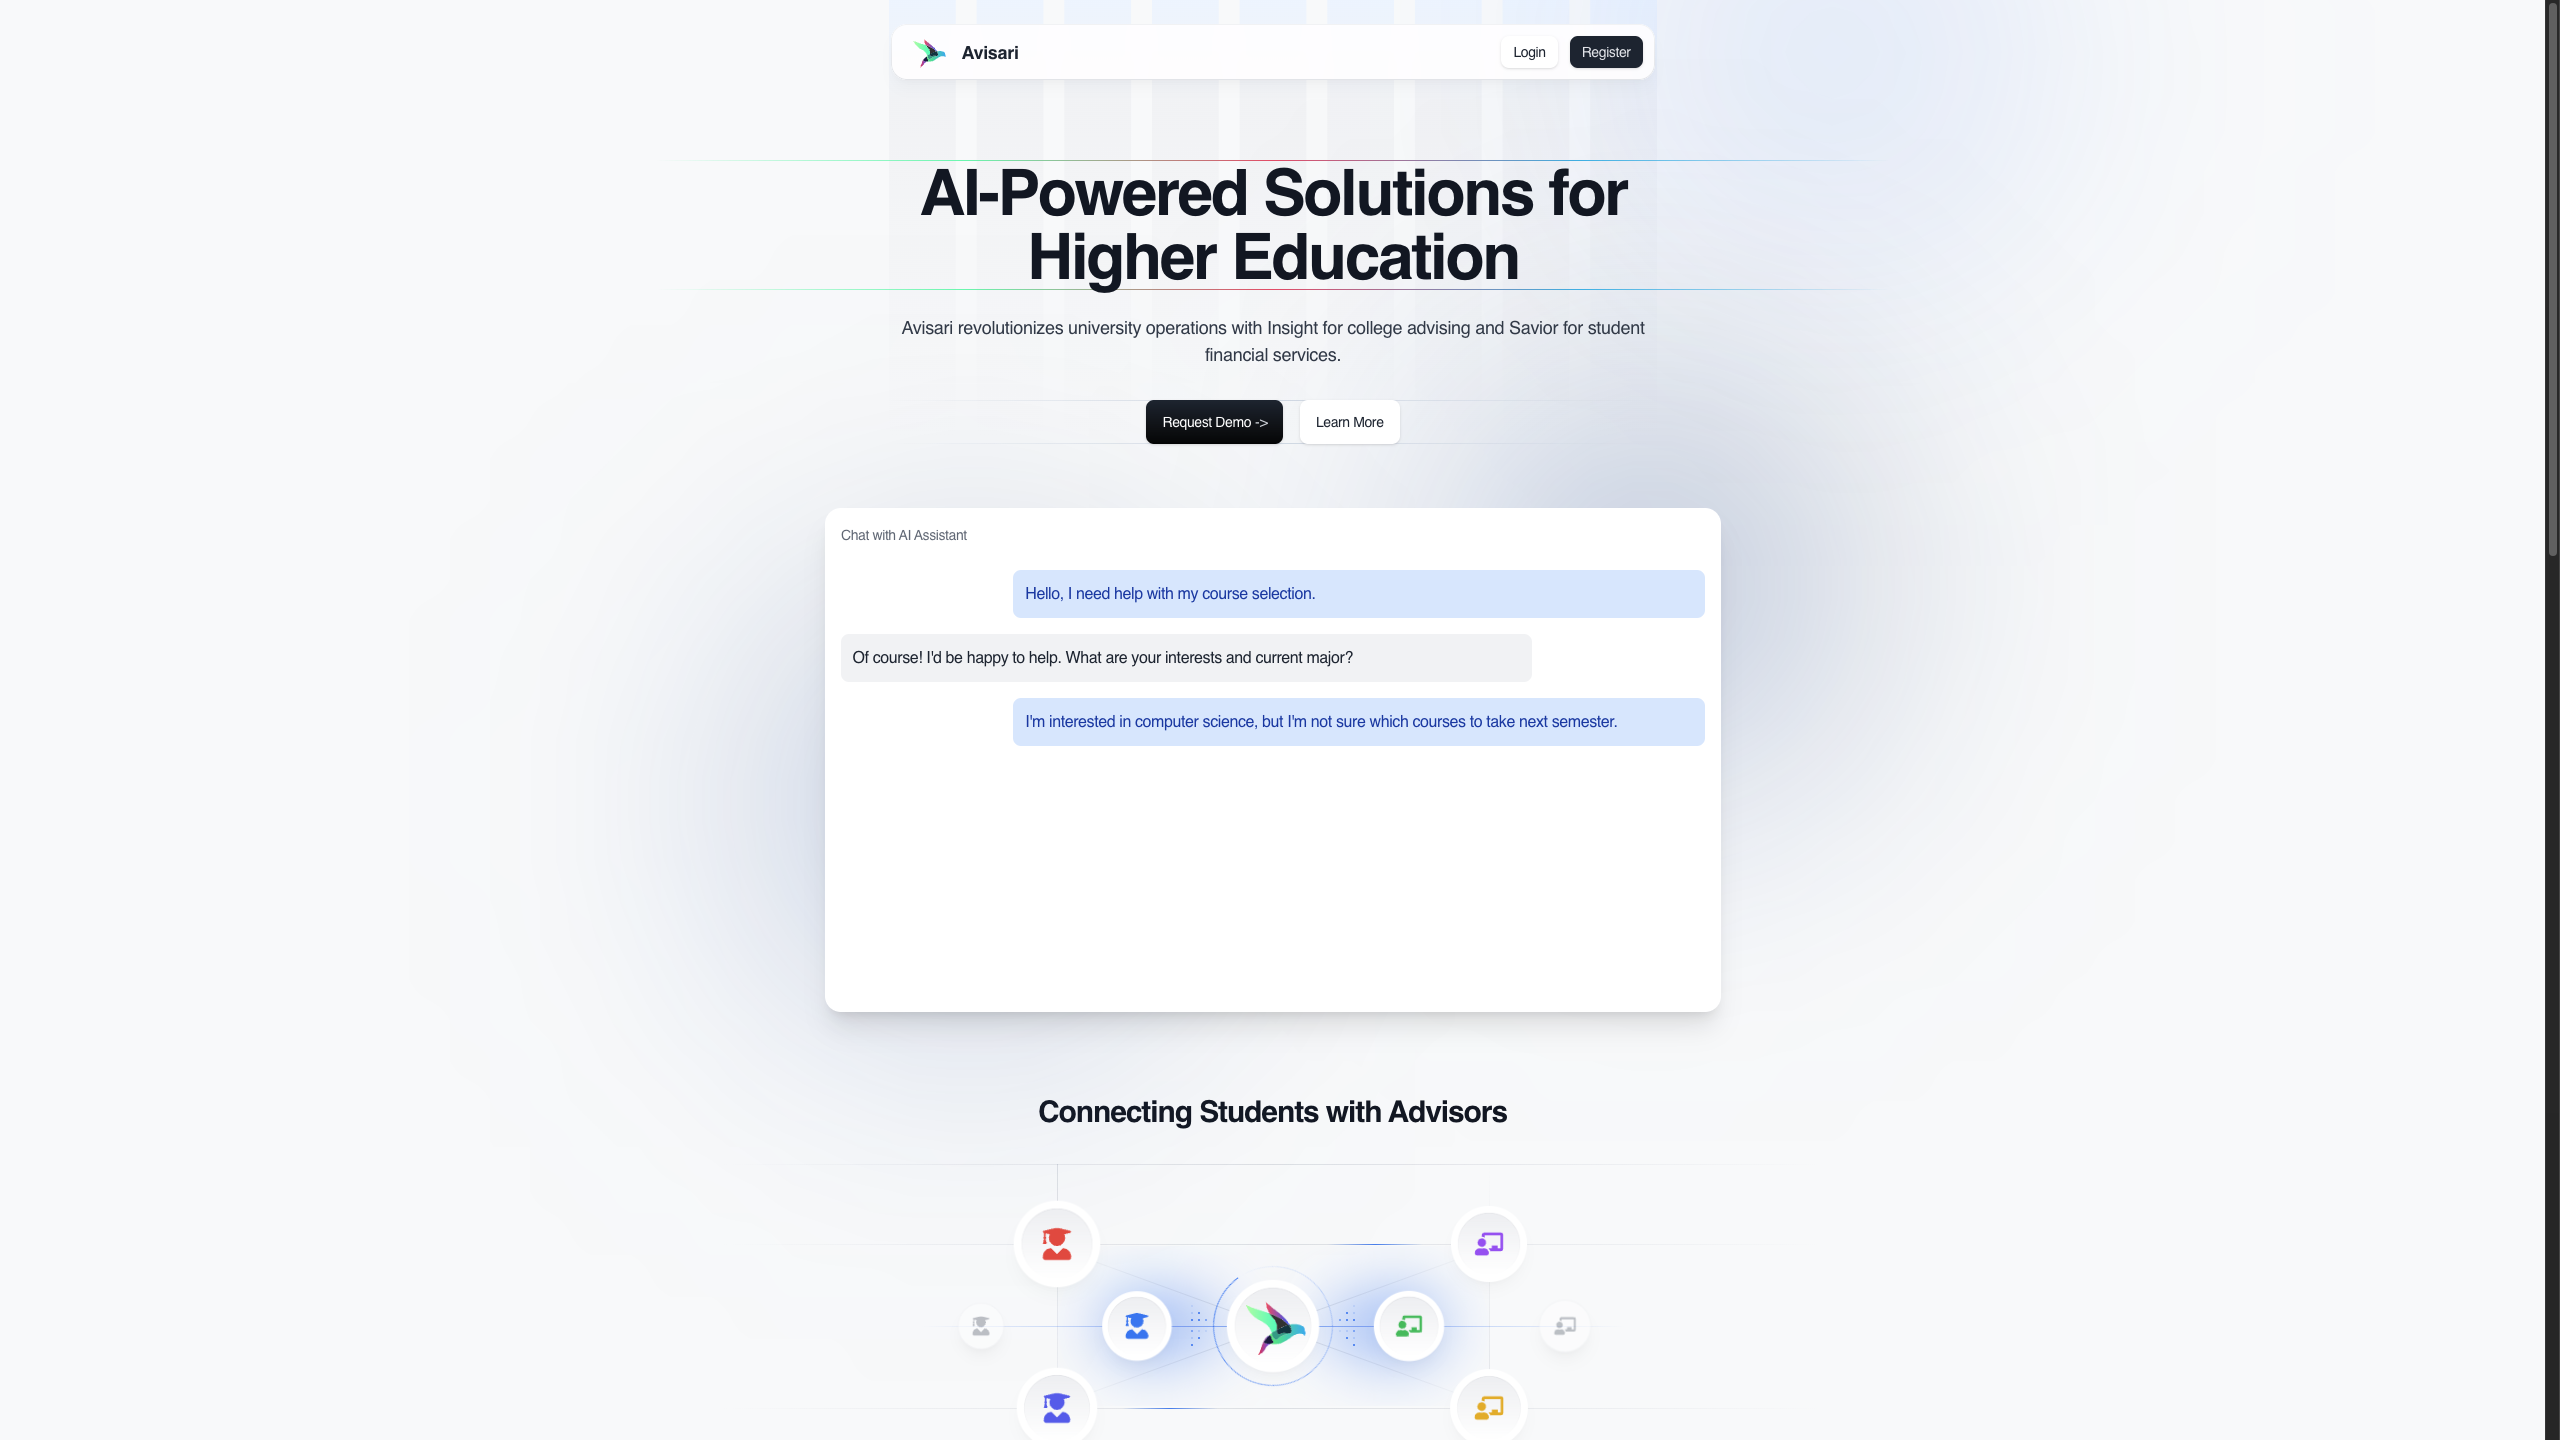 Avisari
Login
Register
AI-Powered Solutions for
Higher Education
Avisari revolutionizes university operations with Insight for college advising and Savior for student
financial services.
Request Demo ->
Learn More
Chat with AI Assistant
Hello, I need help with my course selection.
Of course! I'd be happy to help. What are your interests and current major?
I'm interested in computer science, but I'm not sure which courses to take next semester.
Connecting Students with Advisors